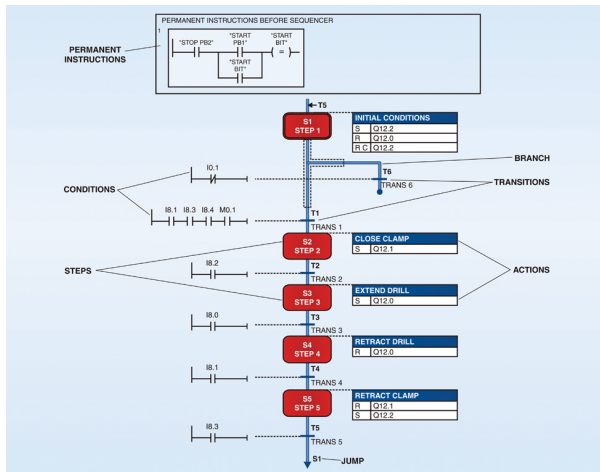 PERMANENT INSTRUCTIONS BEFORE SEQUENCER
1
PERMANENT
INSTRUCTIONS
"STOP PB2"
"START
PB1"
"START
BIT"
( = )
"START
BIT"
T5
S1
STEP 1
INITIAL CONDITIONS
S Q12.2
R Q12.0
R C Q12.2
BRANCH
I0.1
T6
TRANS 6
CONDITIONS
TRANSITIONS
I8.1 I8.3 I8.4 M0.1
T1
TRANS 1
S2
STEP 2
CLOSE CLAMP
S Q12.1
STEPS
I8.2
T2
TRANS 2
ACTIONS
S3
STEP 3
EXTEND DRILL
S Q12.0
I8.0
T3
TRANS 3
S4
STEP 4
RETRACT DRILL
R Q12.0
I8.1
T4
TRANS 4
S5
STEP 5
RETRACT CLAMP
R Q12.1
S Q12.2
I8.3
T5
TRANS 5
S1
JUMP